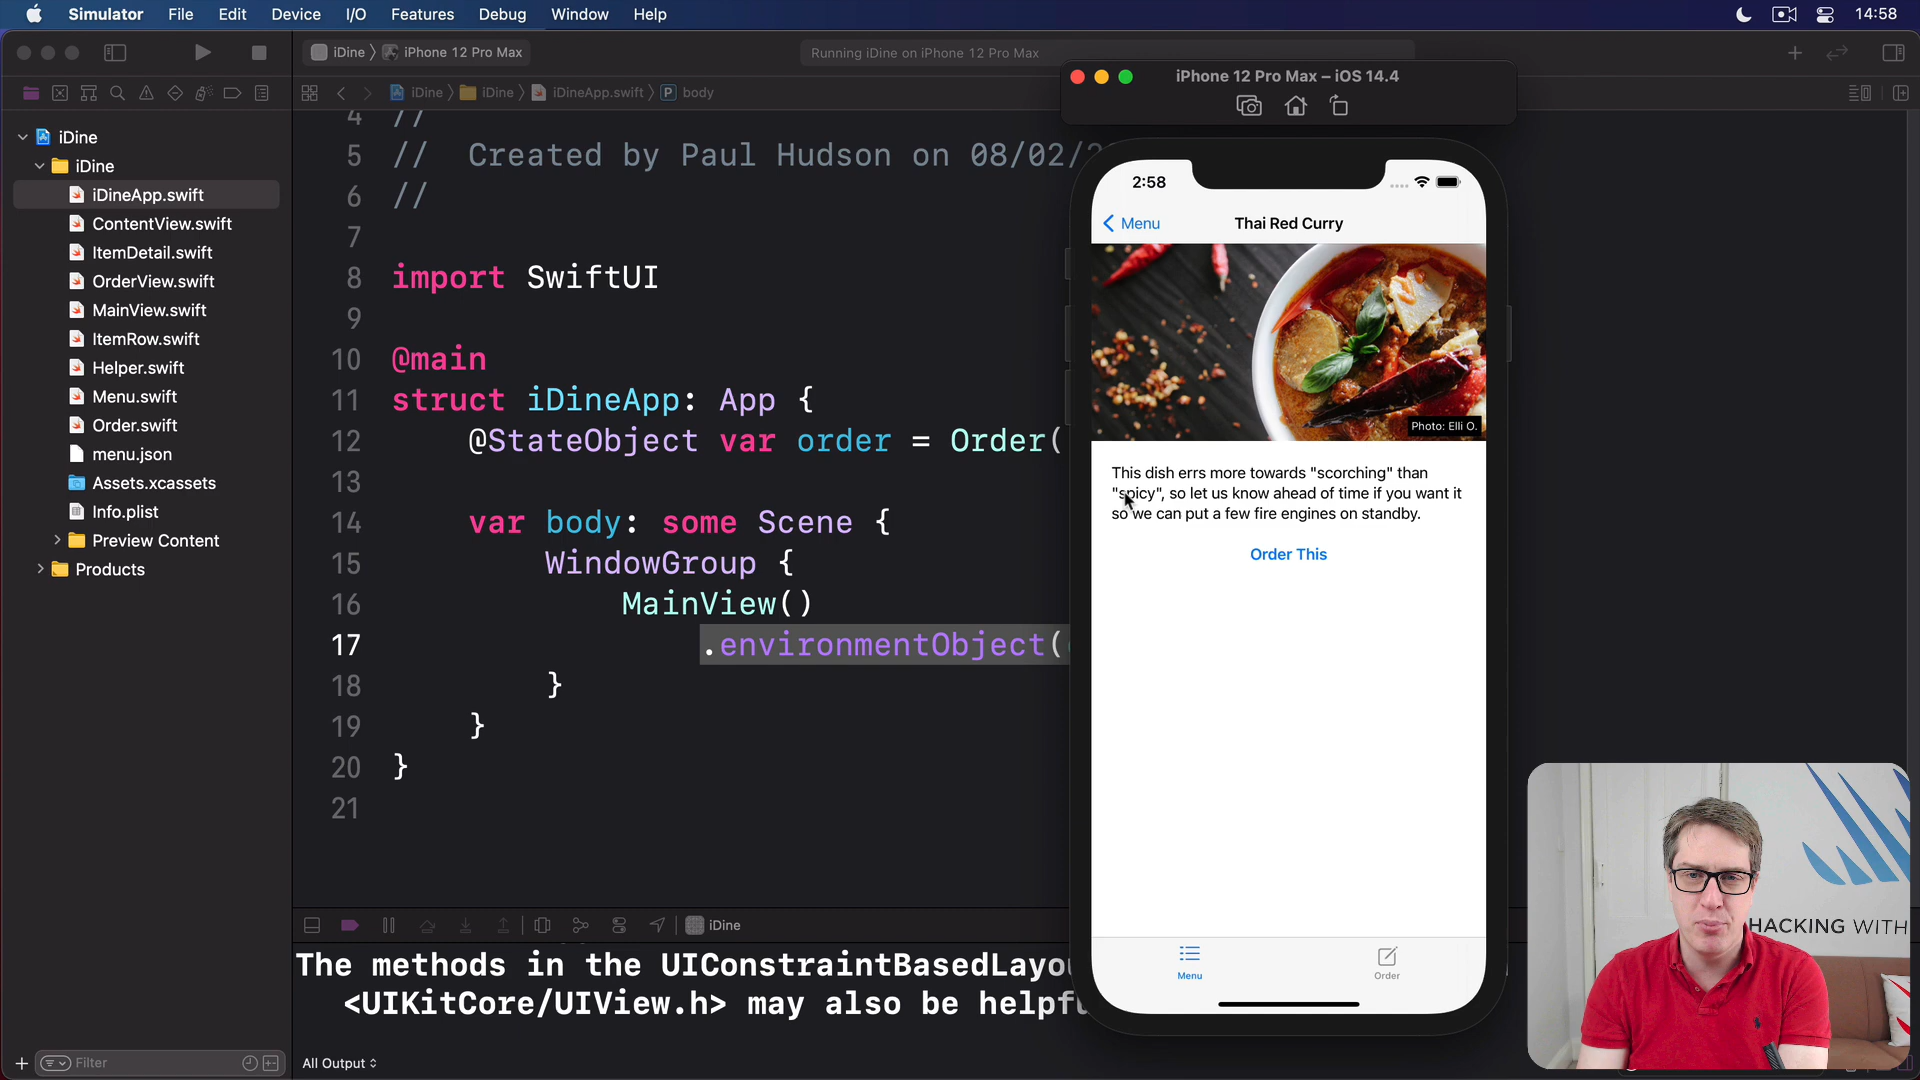 Simulator File Edit Device I/O Features Debug Window Help 14:58
iDine iPhone 12 Pro Max Running iDine on iPhone 12 Pro Max
iDine iDine iDineApp.swift P body
iDine
iDine
iDineApp.swift
ContentView.swift
ItemDetail.swift
OrderView.swift
MainView.swift
ItemRow.swift
Helper.swift
Menu.swift
Order.swift
menu.json
Assets.xcassets
Info.plist
Preview Content
Products
Filter
4 //
5 // Created by Paul Hudson on 08/02/2
6 //
7
8 import SwiftUI
9
10 @main
11 struct iDineApp: App {
12 @StateObject var order = Order(
13
14 var body: some Scene {
15 WindowGroup {
16 MainView()
17 .environmentObject(
18 }
19 }
20 }
21
iDine
The methods in the UIConstraintBasedLayou
<UIKitCore/UIView.h> may also be helpfu
All Output
iPhone 12 Pro Max – iOS 14.4
2:58
Menu Thai Red Curry
Photo: Elli O.
This dish errs more towards "scorching" than
"spicy", so let us know ahead of time if you want it
so we can put a few fire engines on standby.
Order This
Menu Order
HACKING WITH